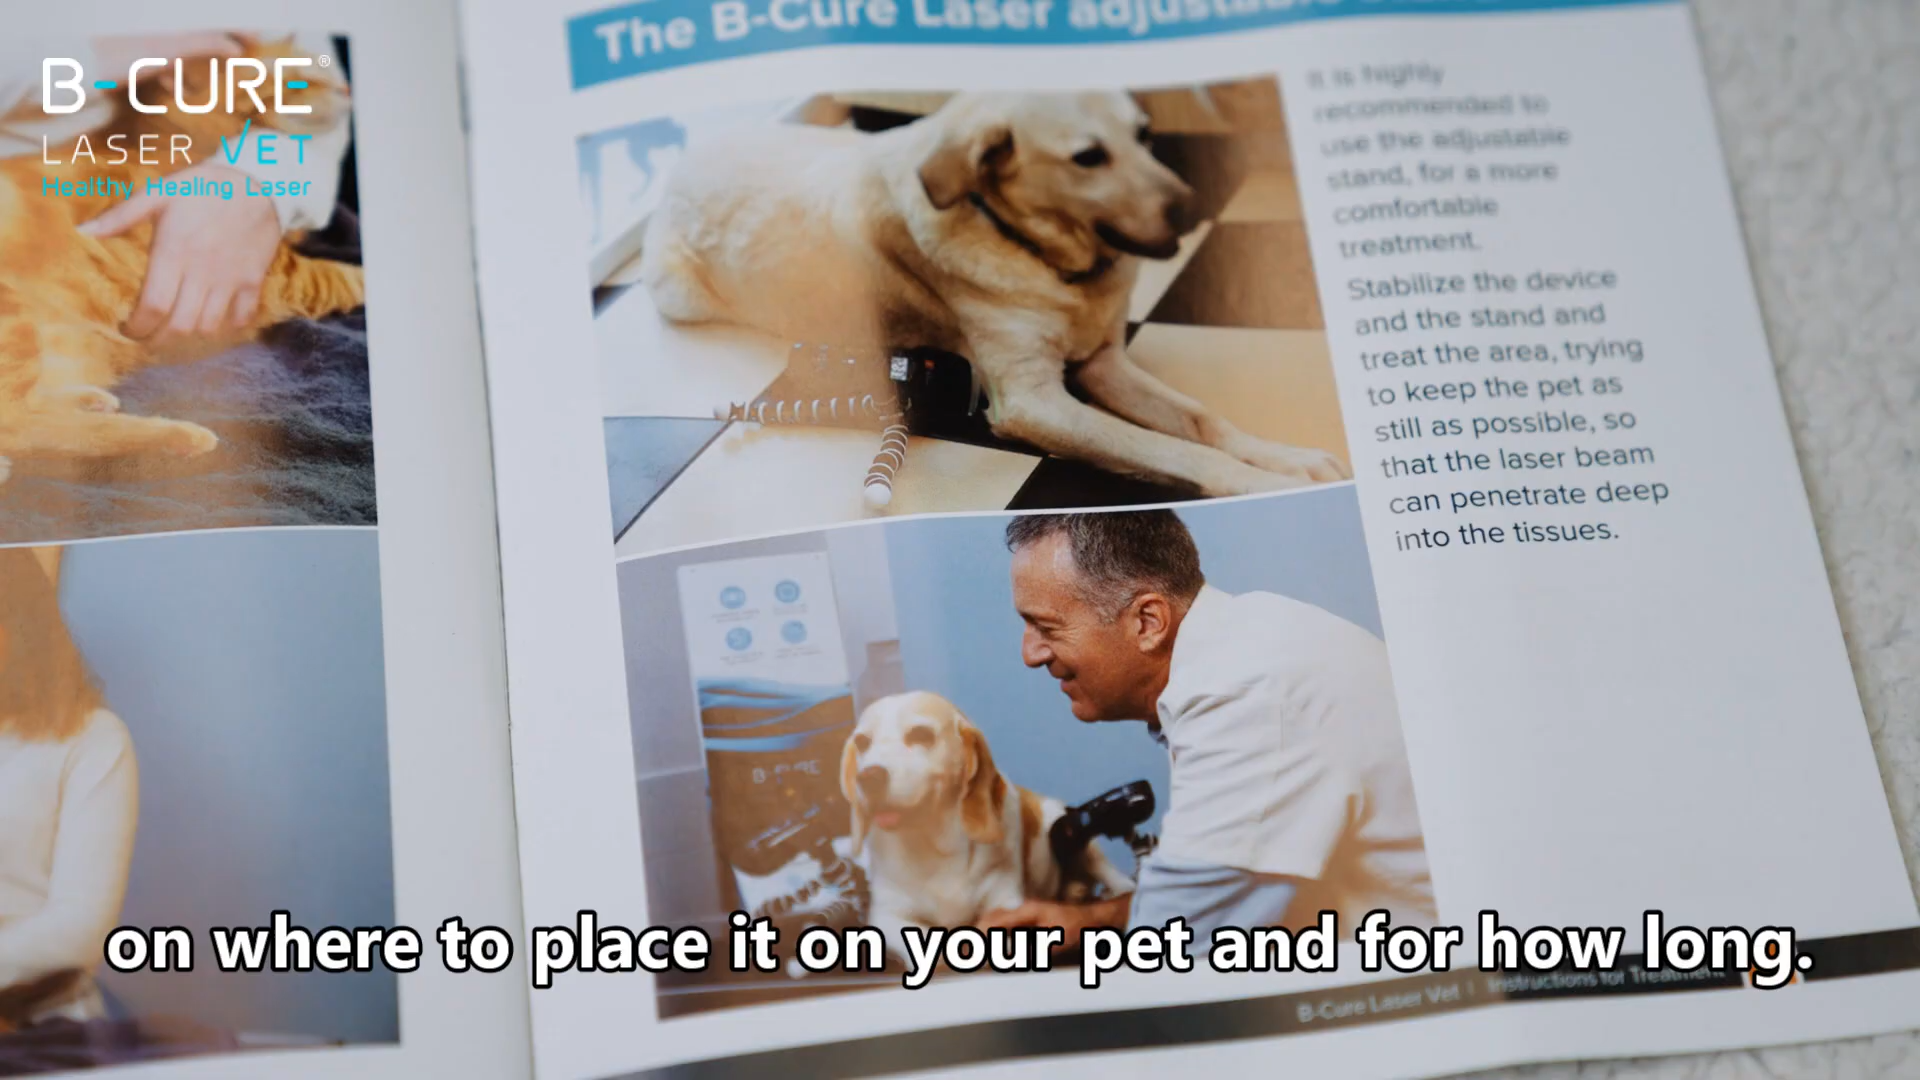 B-CURE®
LASER VET
Healthy Healing Laser
The B-Cure Laser adjustable
It is highly
recommended to
use the adjustable
stand, for a more
comfortable
treatment.
Stabilize the device
and the stand and
treat the area, trying
to keep the pet as
still as possible, so
that the laser beam
can penetrate deep
into the tissues.
B-CURE
on where to place it on your pet and for how long.
B-Cure Laser Vet | Instructions for Treatment